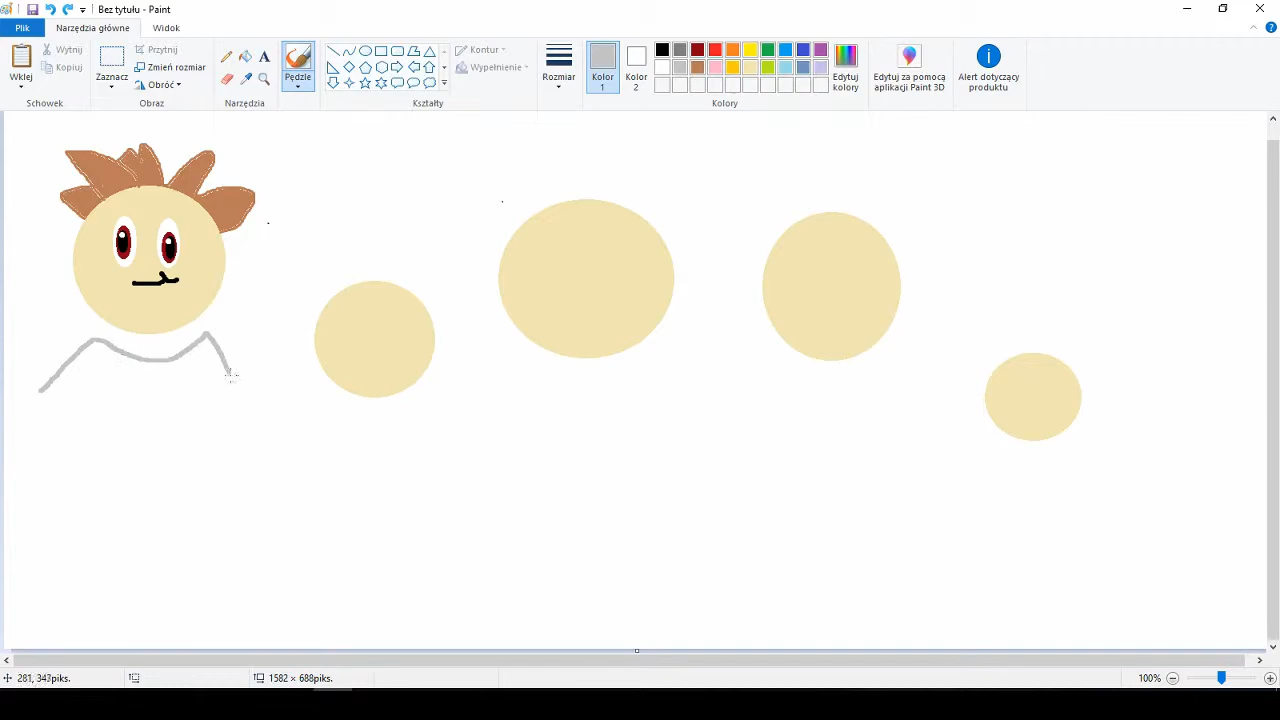 Bez tytułu - Paint
Plik
Narzędzia główne
Widok
Wklej
Wytnij
Kopiuj
Schowek
Zaznacz
Przytnij
Zmień rozmiar
Obróć
Obraz
A
Narzędzia
Pędzle
Kontur
Wypełnienie
Kształty
Rozmiar
Kolor
1
Kolor
2
Edytuj
kolory
Kolory
Edytuj za pomocą
aplikacji Paint 3D
Alert dotyczący
produktu
281, 343piks.
1582 × 688piks.
100%